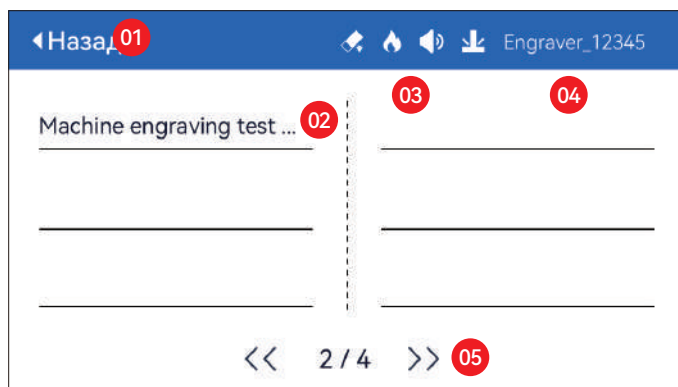 Назад 01
Engraver_12345
03
04
Machine engraving test ... 02
<< 2 / 4 >> 05